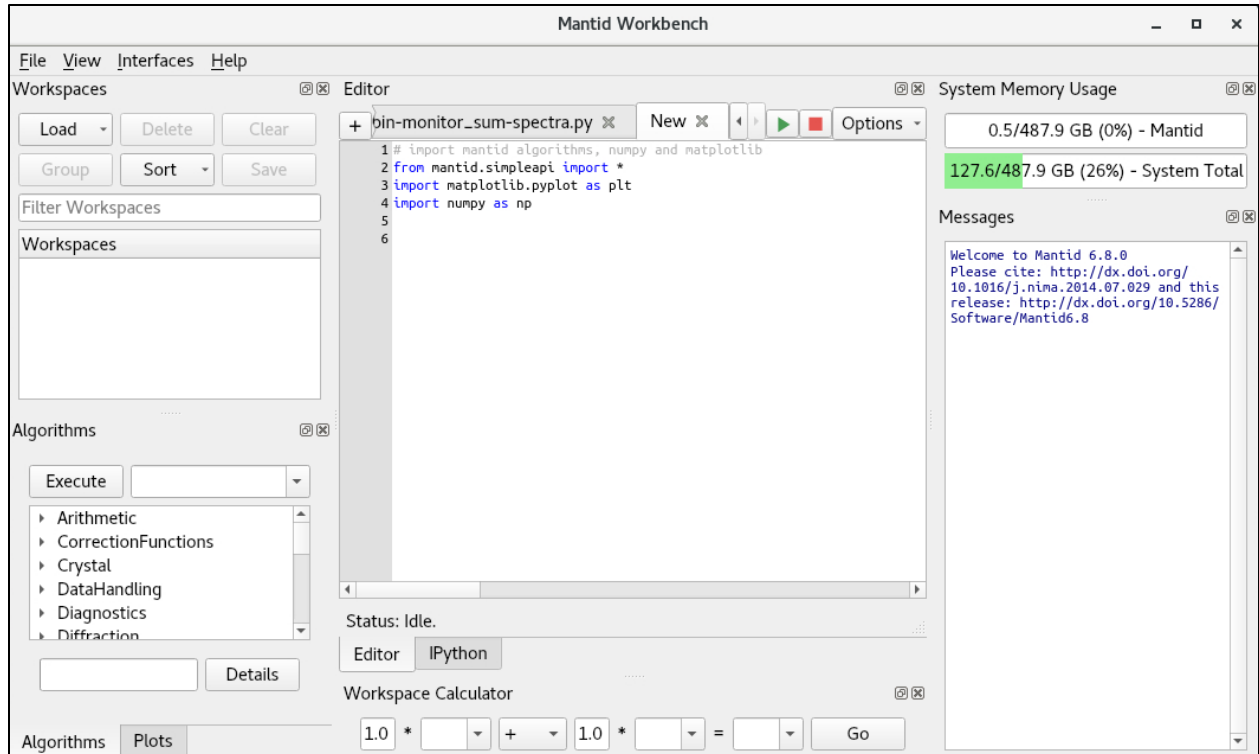 Mantid Workbench
File View Interfaces Help
Workspaces
Load Delete Clear
Group Sort Save
Filter Workspaces
Workspaces
Algorithms
Execute
Arithmetic
CorrectionFunctions
Crystal
DataHandling
Diagnostics
Diffraction
Details
Algorithms Plots
Editor
+ bin-monitor_sum-spectra.py New Options
1 # import mantid algorithms, numpy and matplotlib
2 from mantid.simpleapi import *
3 import matplotlib.pyplot as plt
4 import numpy as np
5
6
Status: Idle.
Editor IPython
Workspace Calculator
1.0 * + 1.0 * = Go
System Memory Usage
0.5/487.9 GB (0%) - Mantid
127.6/487.9 GB (26%) - System Total
Messages
Welcome to Mantid 6.8.0
Please cite: http://dx.doi.org/
10.1016/j.nima.2014.07.029 and this
release: http://dx.doi.org/10.5286/
Software/Mantid6.8